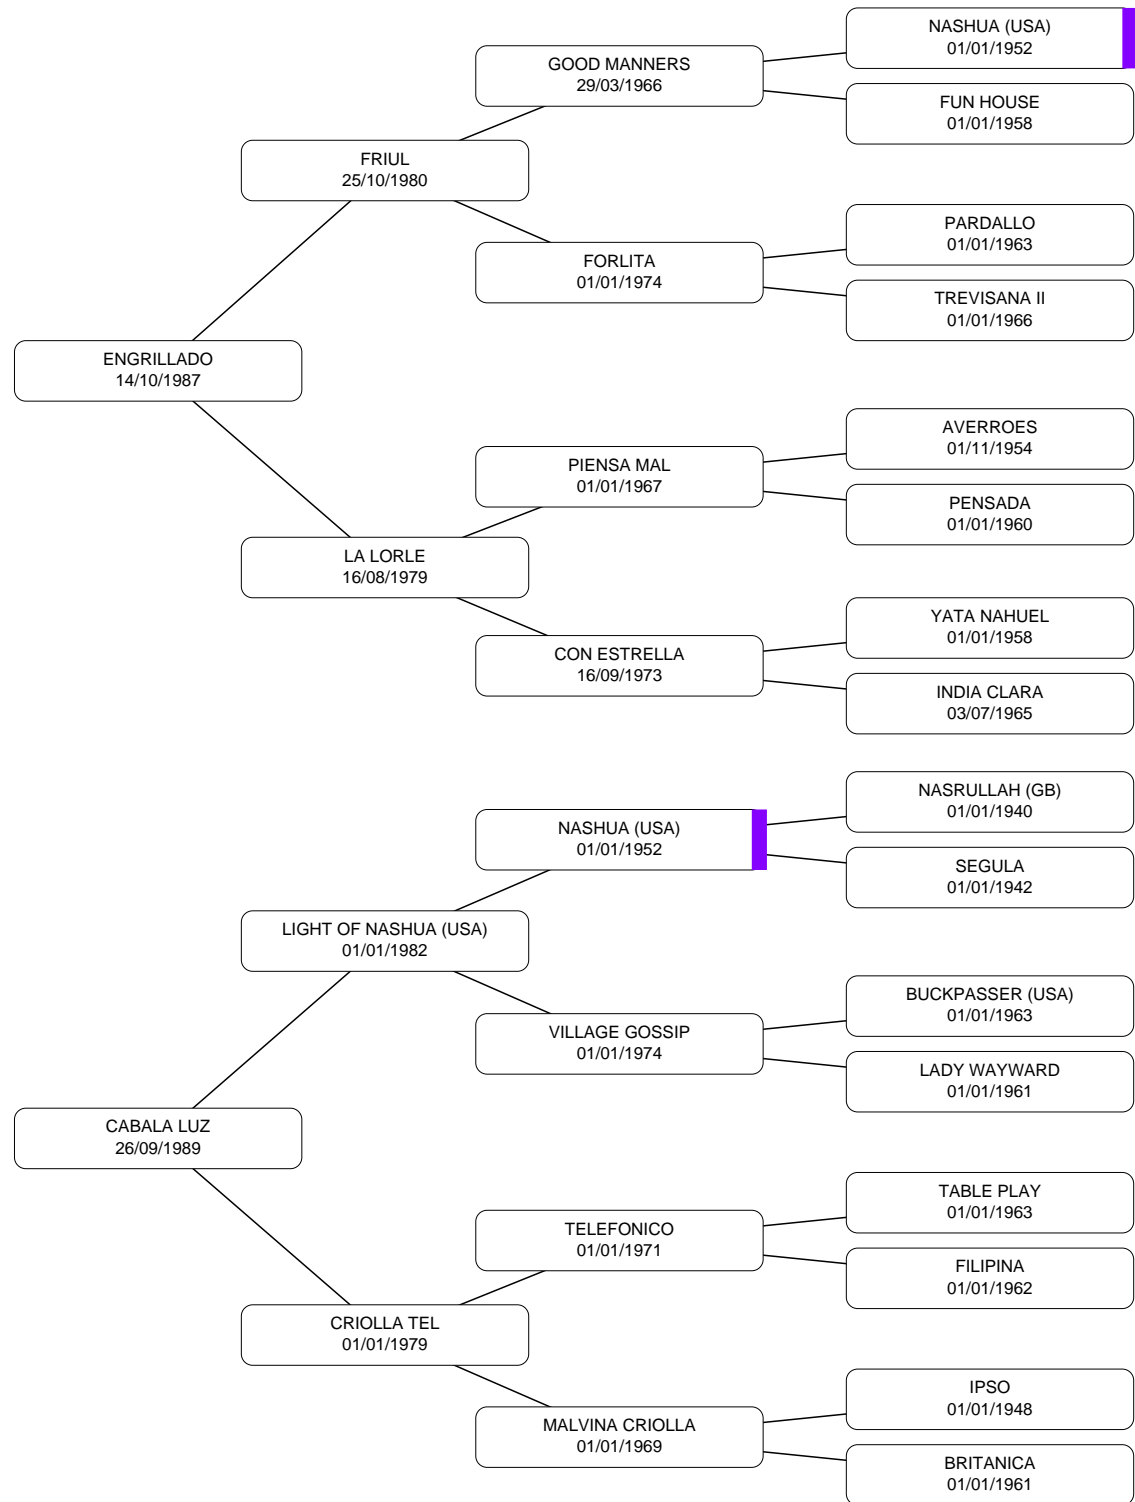 NASHUA (USA)
01/01/1952
GOOD MANNERS
29/03/1966
FUN HOUSE
01/01/1958
FRIUL
25/10/1980
PARDALLO
01/01/1963
FORLITA
01/01/1974
TREVISANA II
01/01/1966
ENGRILLADO
14/10/1987
AVERROES
01/11/1954
PIENSA MAL
01/01/1967
PENSADA
01/01/1960
LA LORLE
16/08/1979
YATA NAHUEL
01/01/1958
CON ESTRELLA
16/09/1973
INDIA CLARA
03/07/1965
NASRULLAH (GB)
01/01/1940
NASHUA (USA)
01/01/1952
SEGULA
01/01/1942
LIGHT OF NASHUA (USA)
01/01/1982
BUCKPASSER (USA)
01/01/1963
VILLAGE GOSSIP
01/01/1974
LADY WAYWARD
01/01/1961
CABALA LUZ
26/09/1989
TABLE PLAY
01/01/1963
TELEFONICO
01/01/1971
FILIPINA
01/01/1962
CRIOLLA TEL
01/01/1979
IPSO
01/01/1948
MALVINA CRIOLLA
01/01/1969
BRITANICA
01/01/1961